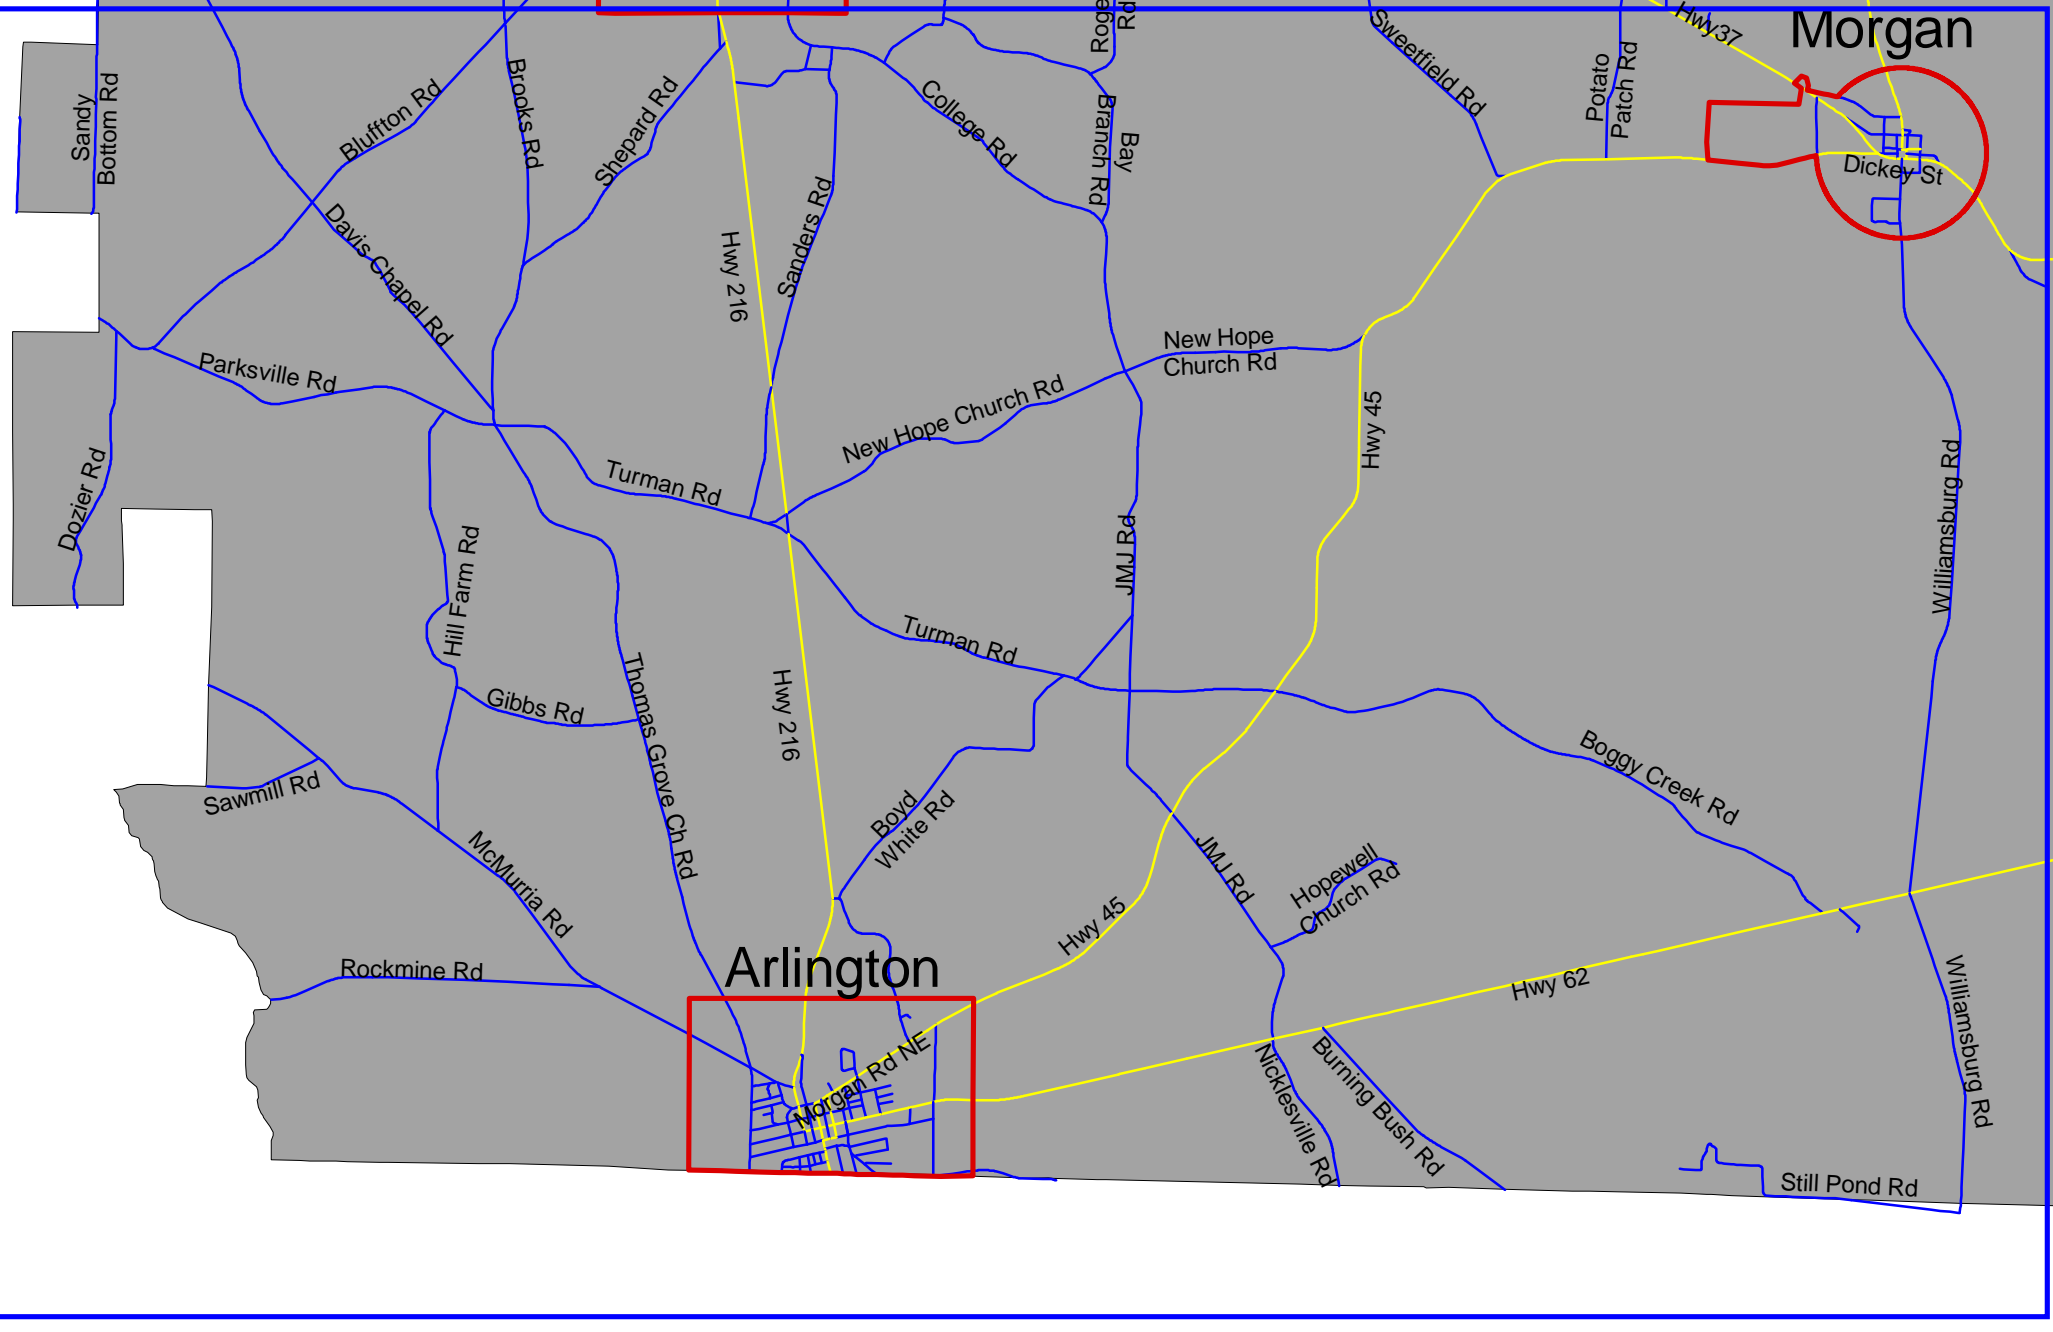 Regg
Rd
Sweetfield Rd
Hwy37
Morgan
Sandy
Bottom Rd
Bluffton Rd
Brooks Rd
Shepard Rd
College Rd
Bay
Branch Rd
Potato
Patch Rd
Dickey St
Davis Chapel Rd
Hwy 216
Sanders Rd
Parksville Rd
New Hope
Church Rd
New Hope Church Rd
Hwy 45
Dozier Rd
Turman Rd
Williamsburg Rd
JMJ Rd
Hill Farm Rd
Turman Rd
Gibbs Rd
Thomas Grove Ch Rd
Hwy 216
Sawmill Rd
Boyd
White Rd
Boggy Creek Rd
McMurria Rd
JMJ Rd
Hopewell
Church Rd
Hwy 45
Rockmine Rd
Arlington
Hwy 62
Williamsburg Rd
Morgan Rd NE
Nicklesville Rd
Burning Bush Rd
Still Pond Rd